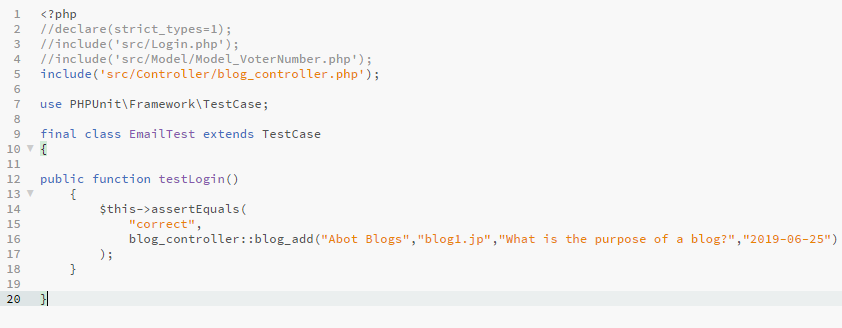 1 <?php
2 //declare(strict_types=1);
3 //include('src/Login.php');
4 //include('src/Model/Model_VoterNumber.php');
5 include('src/Controller/blog_controller.php');
6
7 use PHPUnit\Framework\TestCase;
8
9 final class EmailTest extends TestCase
10 {
11
12 public function testLogin()
13     {
14         $this->assertEquals(
15             "correct",
16             blog_controller::blog_add("Abot Blogs","blog1.jp","What is the purpose of a blog?","2019-06-25")
17         );
18     }
19
20 }